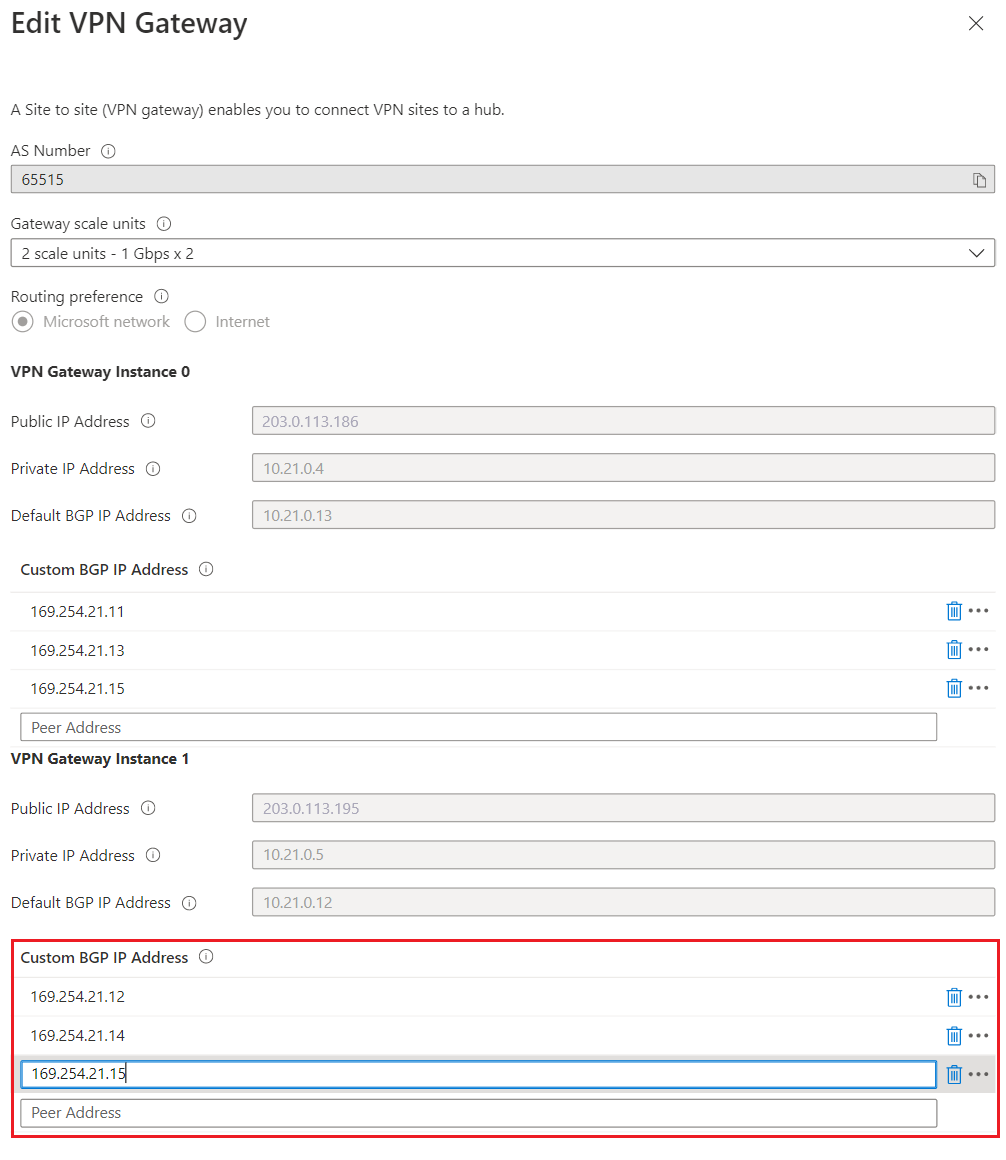 Edit VPN Gateway
A Site to site (VPN gateway) enables you to connect VPN sites to a hub.
AS Number
65515
Gateway scale units
2 scale units - 1 Gbps x 2
Routing preference
Microsoft network Internet
VPN Gateway Instance 0
Public IP Address 203.0.113.186
Private IP Address 10.21.0.4
Default BGP IP Address 10.21.0.13
Custom BGP IP Address
169.254.21.11
169.254.21.13
169.254.21.15
Peer Address
VPN Gateway Instance 1
Public IP Address 203.0.113.195
Private IP Address 10.21.0.5
Default BGP IP Address 10.21.0.12
Custom BGP IP Address
169.254.21.12
169.254.21.14
169.254.21.15
Peer Address